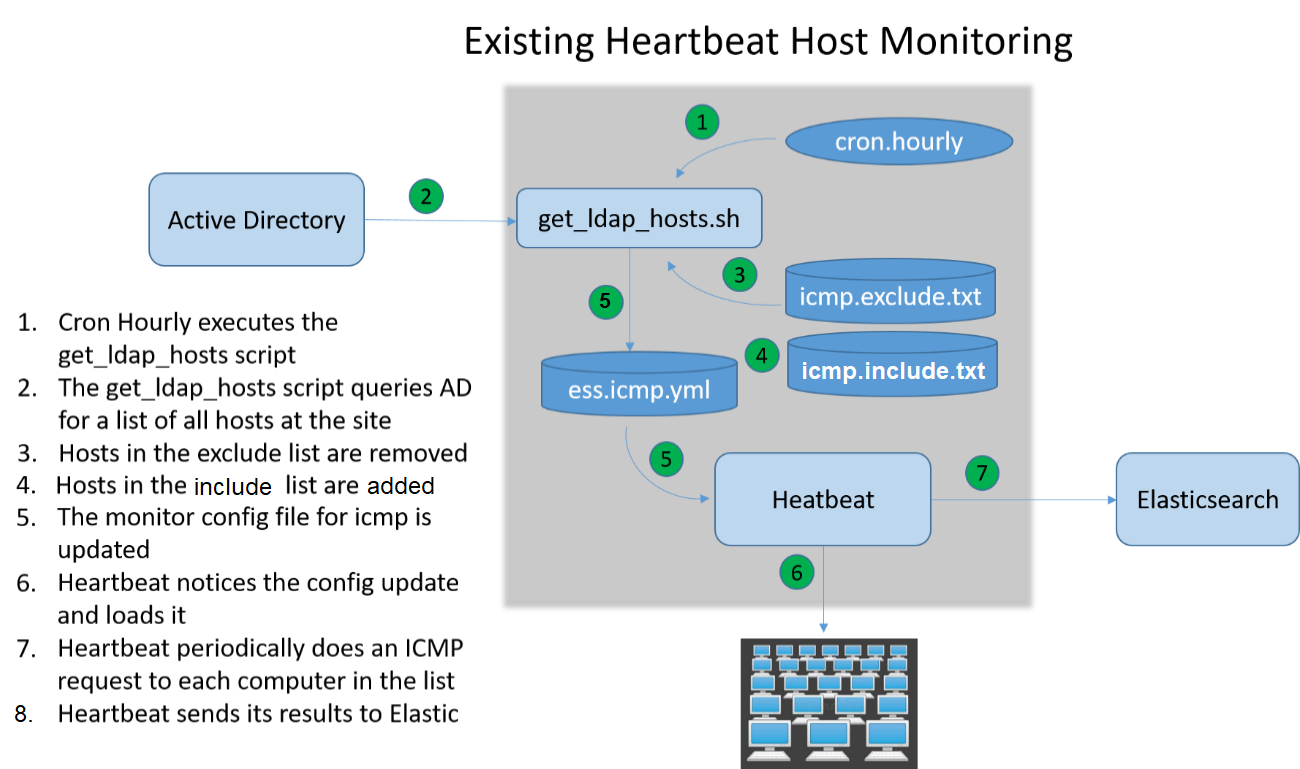 Existing Heartbeat Host Monitoring
1
cron.hourly
Active Directory
2
get_ldap_hosts.sh
3
icmp.exclude.txt
5
4
icmp.include.txt
ess.icmp.yml
5
Heatbeat
7
Elasticsearch
6
1. Cron Hourly executes the
get_ldap_hosts script
2. The get_ldap_hosts script queries AD
for a list of all hosts at the site
3. Hosts in the exclude list are removed
4. Hosts in the include list are added
5. The monitor config file for icmp is
updated
6. Heartbeat notices the config update
and loads it
7. Heartbeat periodically does an ICMP
request to each computer in the list
8. Heartbeat sends its results to Elastic